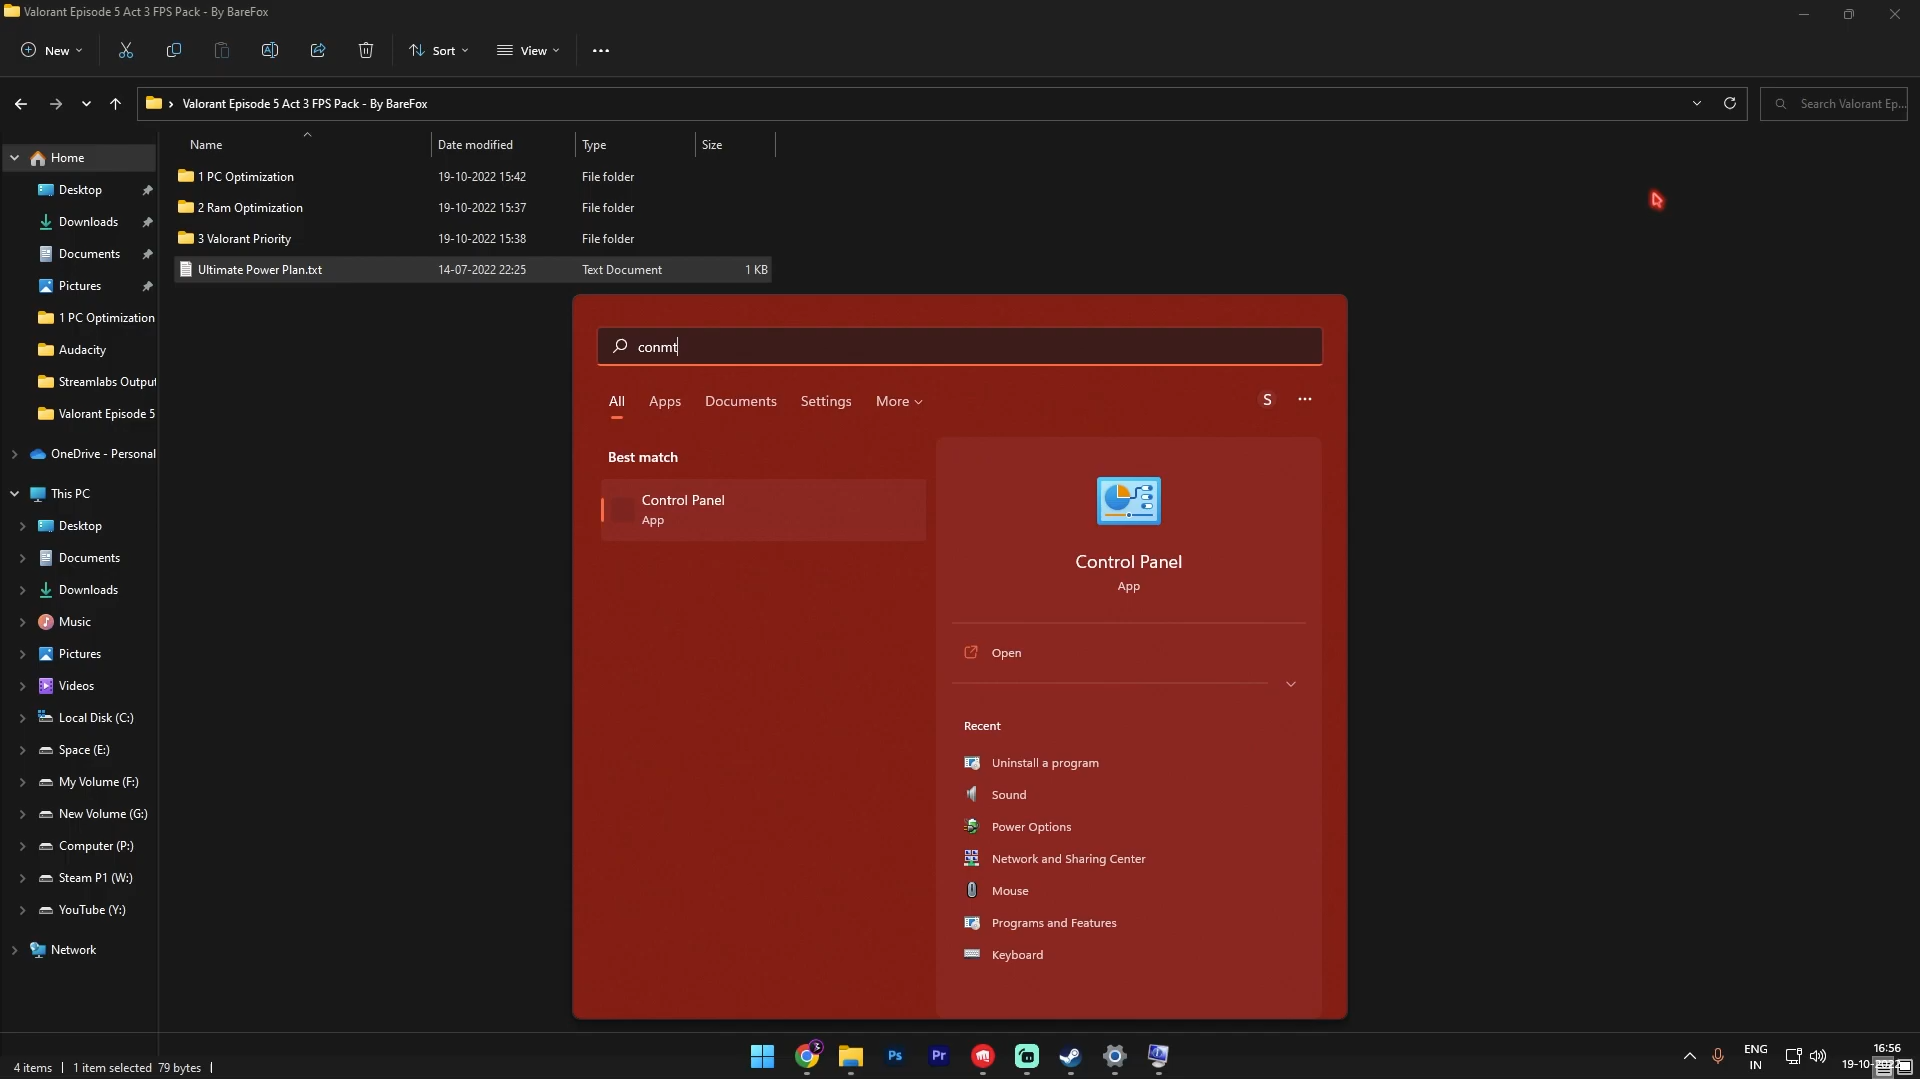 Valorant Episode 5 Act 3 FPS Pack - By BareFox
New
Sort
View
Valorant Episode 5 Act 3 FPS Pack - By BareFox
Search Valorant Ep...
Name
Date modified
Type
Size
Home
Desktop
Downloads
Documents
Pictures
1 PC Optimization
Audacity
Streamlabs Output
Valorant Episode 5
OneDrive - Personal
This PC
Desktop
Documents
Downloads
Music
Pictures
Videos
Local Disk (C:)
Space (E:)
My Volume (F:)
New Volume (G:)
Computer (P:)
Steam P1 (W:)
YouTube (Y:)
Network
1 PC Optimization 19-10-2022 15:42 File folder
2 Ram Optimization 19-10-2022 15:37 File folder
3 Valorant Priority 19-10-2022 15:38 File folder
Ultimate Power Plan.txt 14-07-2022 22:25 Text Document 1 KB
conmt
All Apps Documents Settings More
S
Best match
Control Panel
App
Control Panel
App
Open
Recent
Uninstall a program
Sound
Power Options
Network and Sharing Center
Mouse
Programs and Features
Keyboard
4 items
1 item selected 79 bytes
Ps
Pr
ENG
IN
16:56
19-10-2022